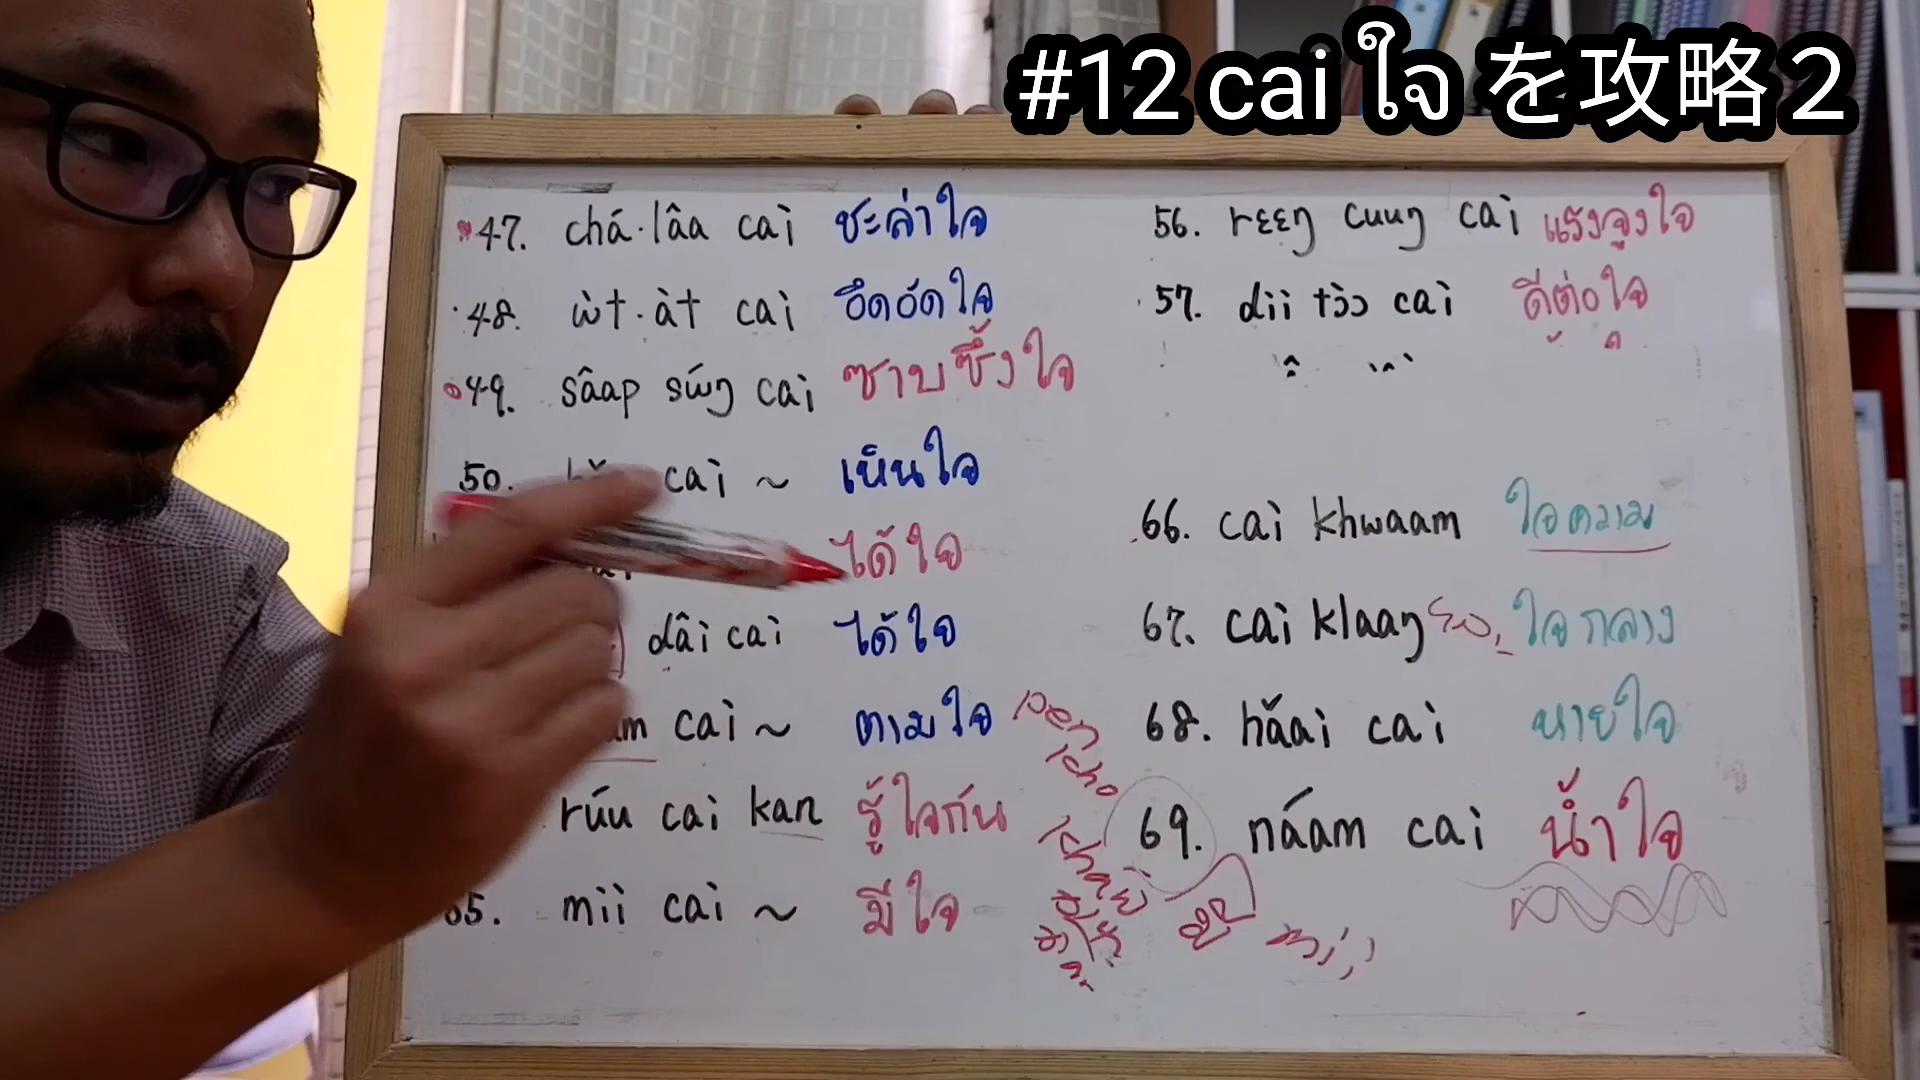 #12 cai ใจ を攻略 2
47. chá·lâa cai ชะล่าใจ
48. ʉ̀t·àt cai อึดอัดใจ
49. sâap sʉ́ŋ cai ซาบซึ้งใจ
50. cai ~ เห็นใจ
ได้ใจ
dâi cai ได้ใจ
cai ~ ตามใจ
rúu cai kan รู้ใจกัน
55. mii cai ~ มีใจ
56. rɛɛŋ cuuŋ cai แรงจูงใจ
57. dii tɔ̀ɔ cai ดีต่อใจ
66. cai khwaam ใจความ
67. cai klaaŋ ใจกลาง
68. hǎai cai หายใจ
69. náam cai น้ำใจ
mii